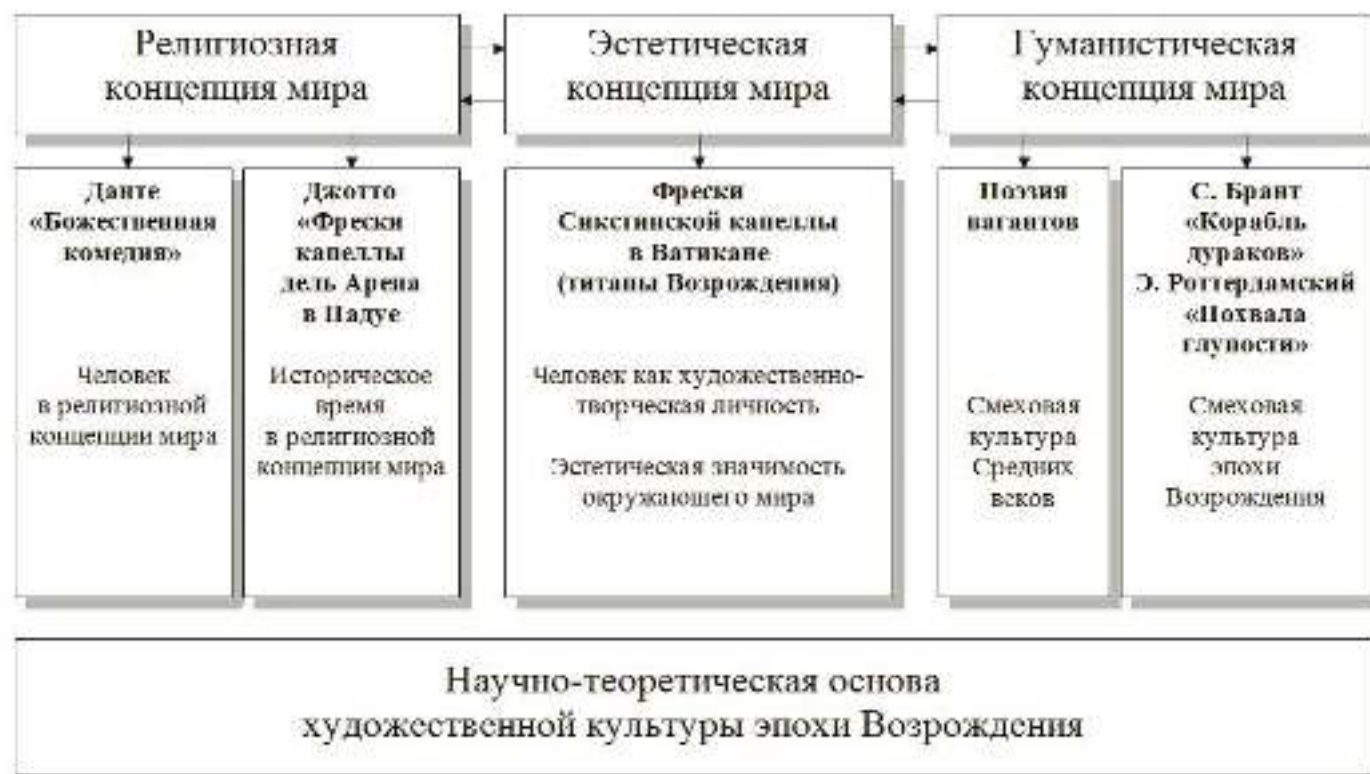 Религиозная
концепция мира
Эстетическая
концепция мира
Гуманистическая
концепция мира
Данте
«Божественная
комедия»
Человек
в религиозной
концепции мира
Джотто
«Фрески
капеллы
дель Арена
в Падуе
Историческое
время
в религиозной
концепции мира
Фрески
Сикстинской капеллы
в Ватикане
(титаны Возрождения)
Человек как художественно-
творческая личность
Эстетическая значимость
окружающего мира
Поэзия
вагантов
Смеховая
культура
Средних
веков
С. Брант
«Корабль
дураков»
Э. Роттердамский
«Похвала
глупости»
Смеховая
культура
эпохи
Возрождения
Научно-теоретическая основа
художественной культуры эпохи Возрождения